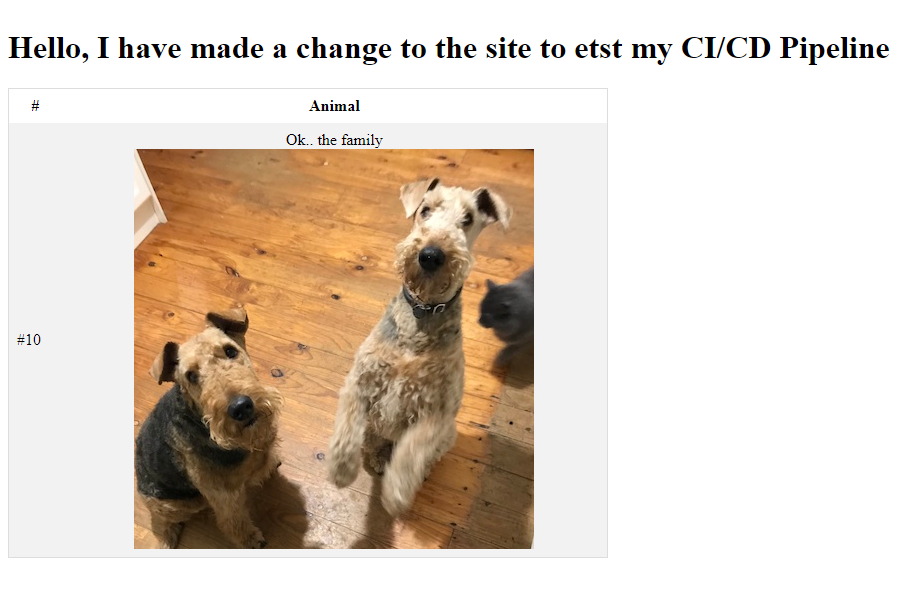 Hello, I have made a change to the site to etst my CI/CD Pipeline
# Animal
Ok.. the family
#10